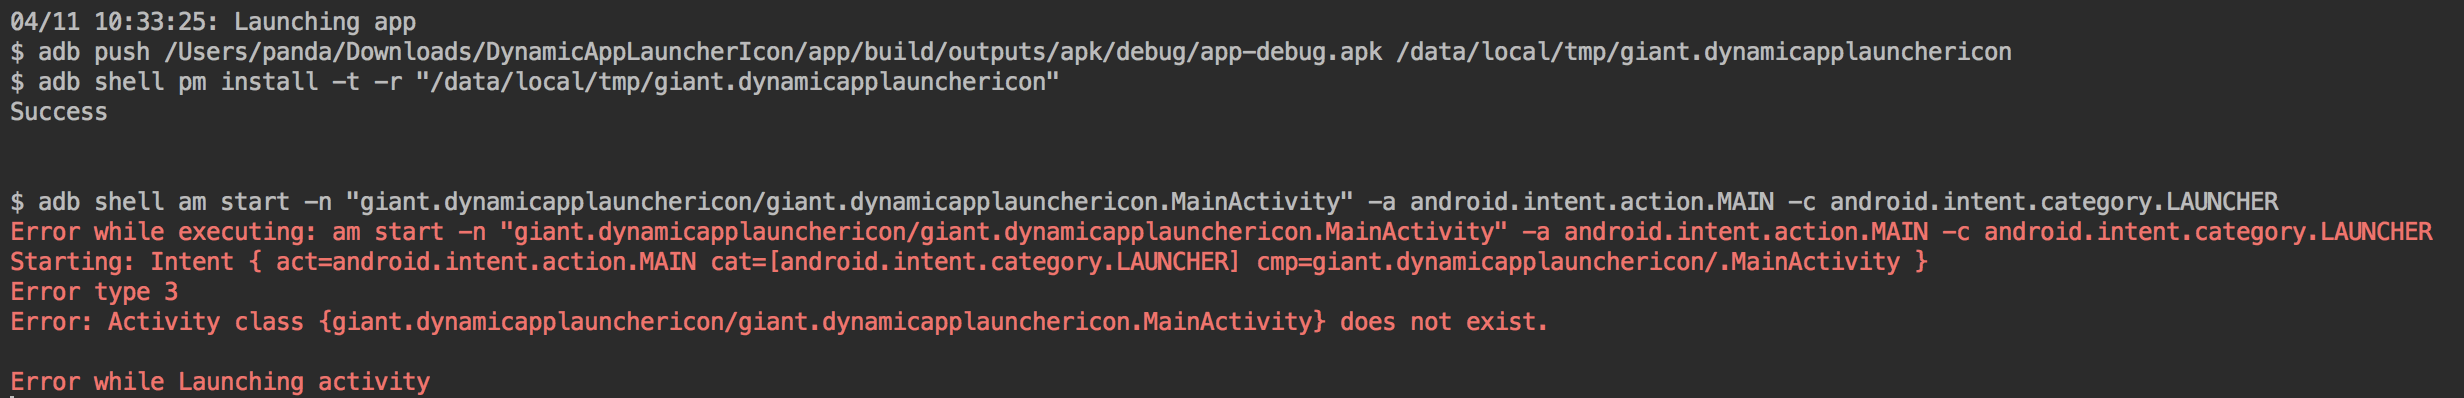 04/11 10:33:25: Launching app
$ adb push /Users/panda/Downloads/DynamicAppLauncherIcon/app/build/outputs/apk/debug/app-debug.apk /data/local/tmp/giant.dynamicapplaunchericon
$ adb shell pm install -t -r "/data/local/tmp/giant.dynamicapplaunchericon"
Success
$ adb shell am start -n "giant.dynamicapplaunchericon/giant.dynamicapplaunchericon.MainActivity" -a android.intent.action.MAIN -c android.intent.category.LAUNCHER
Error while executing: am start -n "giant.dynamicapplaunchericon/giant.dynamicapplaunchericon.MainActivity" -a android.intent.action.MAIN -c android.intent.category.LAUNCHER
Starting: Intent { act=android.intent.action.MAIN cat=[android.intent.category.LAUNCHER] cmp=giant.dynamicapplaunchericon/.MainActivity }
Error type 3
Error: Activity class {giant.dynamicapplaunchericon/giant.dynamicapplaunchericon.MainActivity} does not exist.
Error while Launching activity